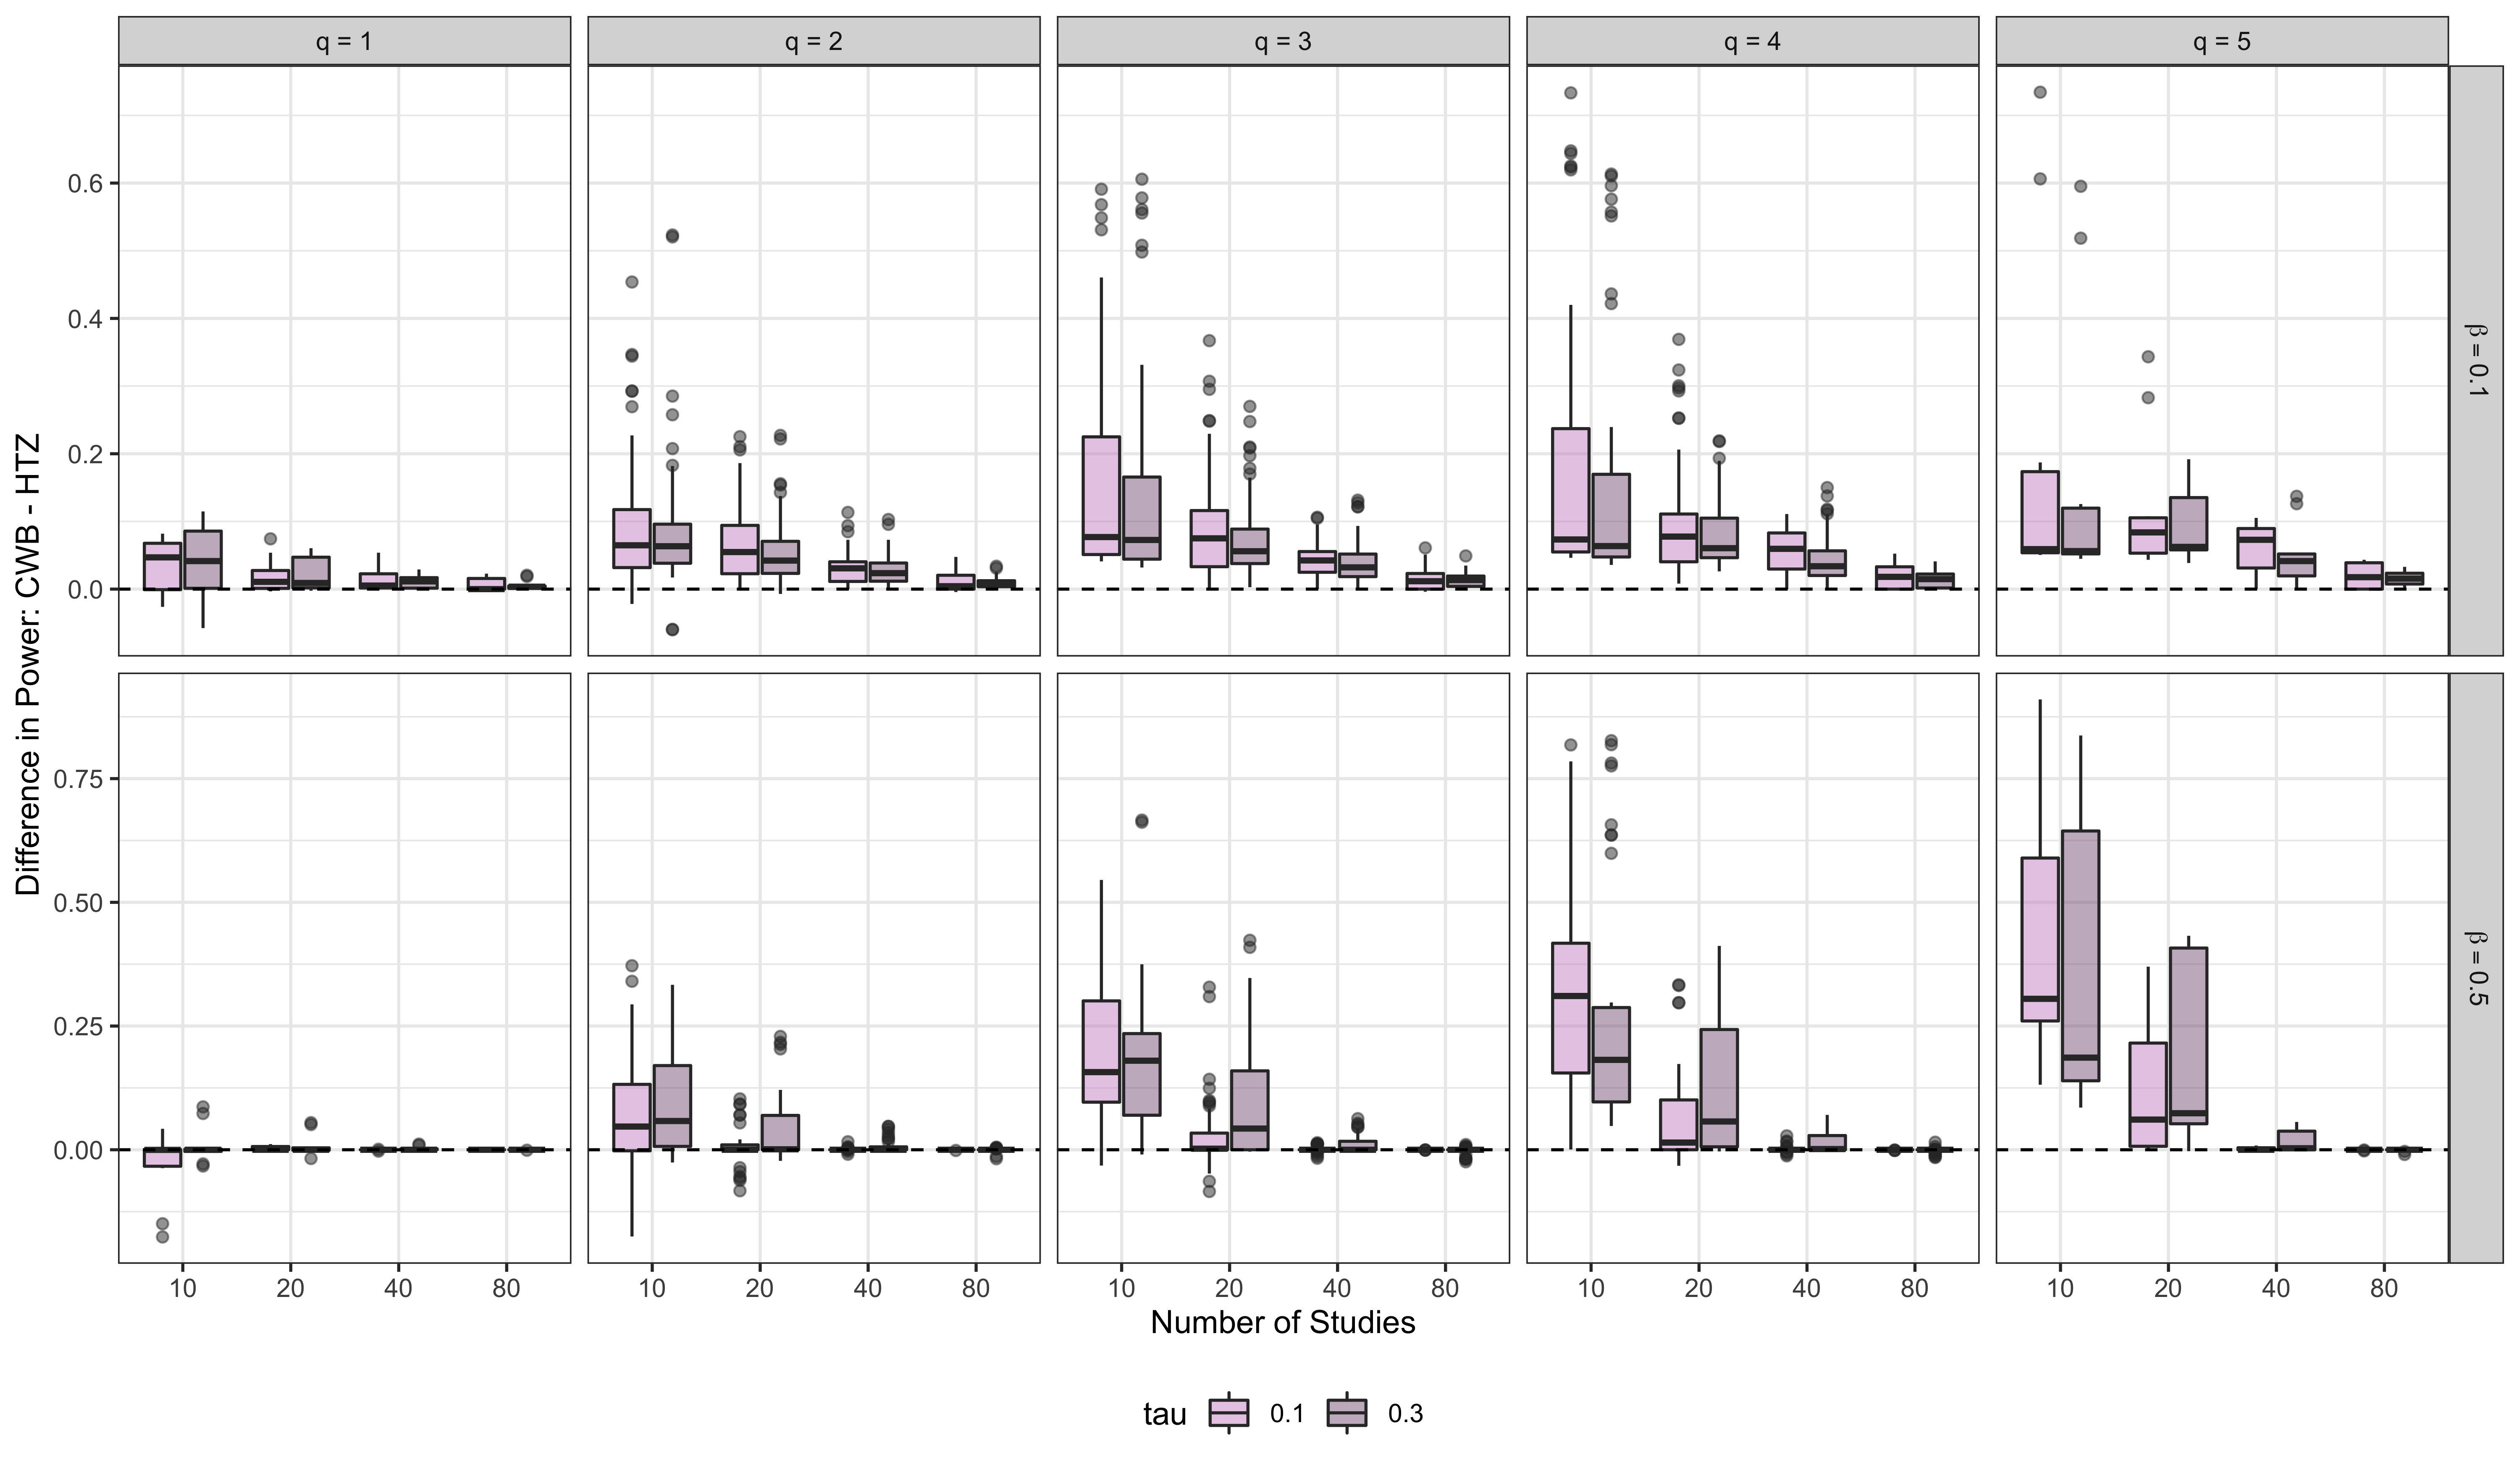 q = 1
q = 2
q = 3
q = 4
q = 5
Difference in Power: CWB - HTZ
0.6
0.4
0.2
0.0
β = 0.1
0.75
0.50
0.25
0.00
β = 0.5
10 20 40 80
10 20 40 80
10 20 40 80
10 20 40 80
10 20 40 80
Number of Studies
tau 0.1 0.3